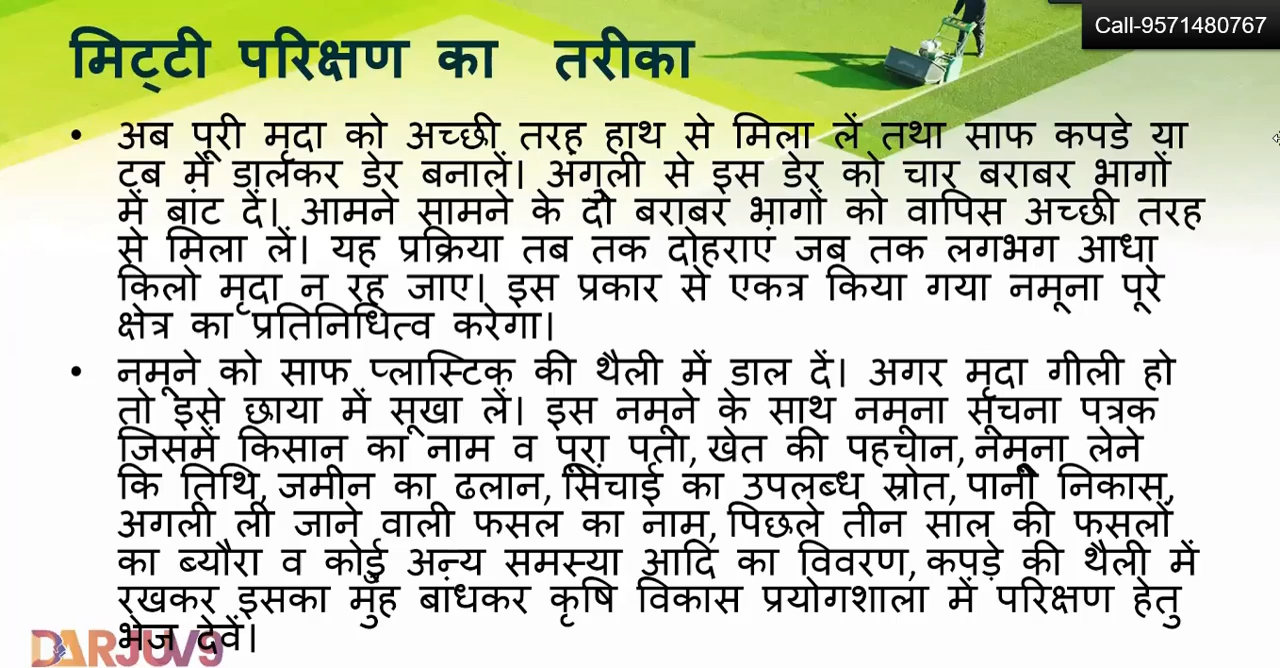 Call-9571480767
मिट्टी परिक्षण का तरीका
• अब पूरी मृदा को अच्छी तरह हाथ से मिला लें तथा साफ कपडे या
टब में डालकर डेर बनालें। अंगुली से इस डेर को चार बराबर भागों
में बांट दें। आमने सामने के दो बराबर भागों को वापिस अच्छी तरह
से मिला लें। यह प्रक्रिया तब तक दोहराएं जब तक लगभग आधा
किलो मृदा न रह जाए। इस प्रकार से एकत्र किया गया नमूना पूरे
क्षेत्र का प्रतिनिधित्व करेगा।
• नमूने को साफ प्लास्टिक की थैली में डाल दें। अगर मृदा गीली हो
तो इसे छाया में सूखा लें। इस नमूने के साथ नमूना सूचना पत्रक
जिसमें किसान का नाम व पूरा पता, खेत की पहचान, नमूना लेने
कि तिथि, जमीन का ढलान, सिंचाई का उपलब्ध स्रोत, पानी निकास,
अगली ली जाने वाली फसल का नाम, पिछले तीन साल की फसलों
का ब्यौरा व कोई अन्य समस्या आदि का विवरण, कपड़े की थैली में
रखकर इसका मुंह बांधकर कृषि विकास प्रयोगशाला में परिक्षण हेतु
भेज देवें।
DARJUV9